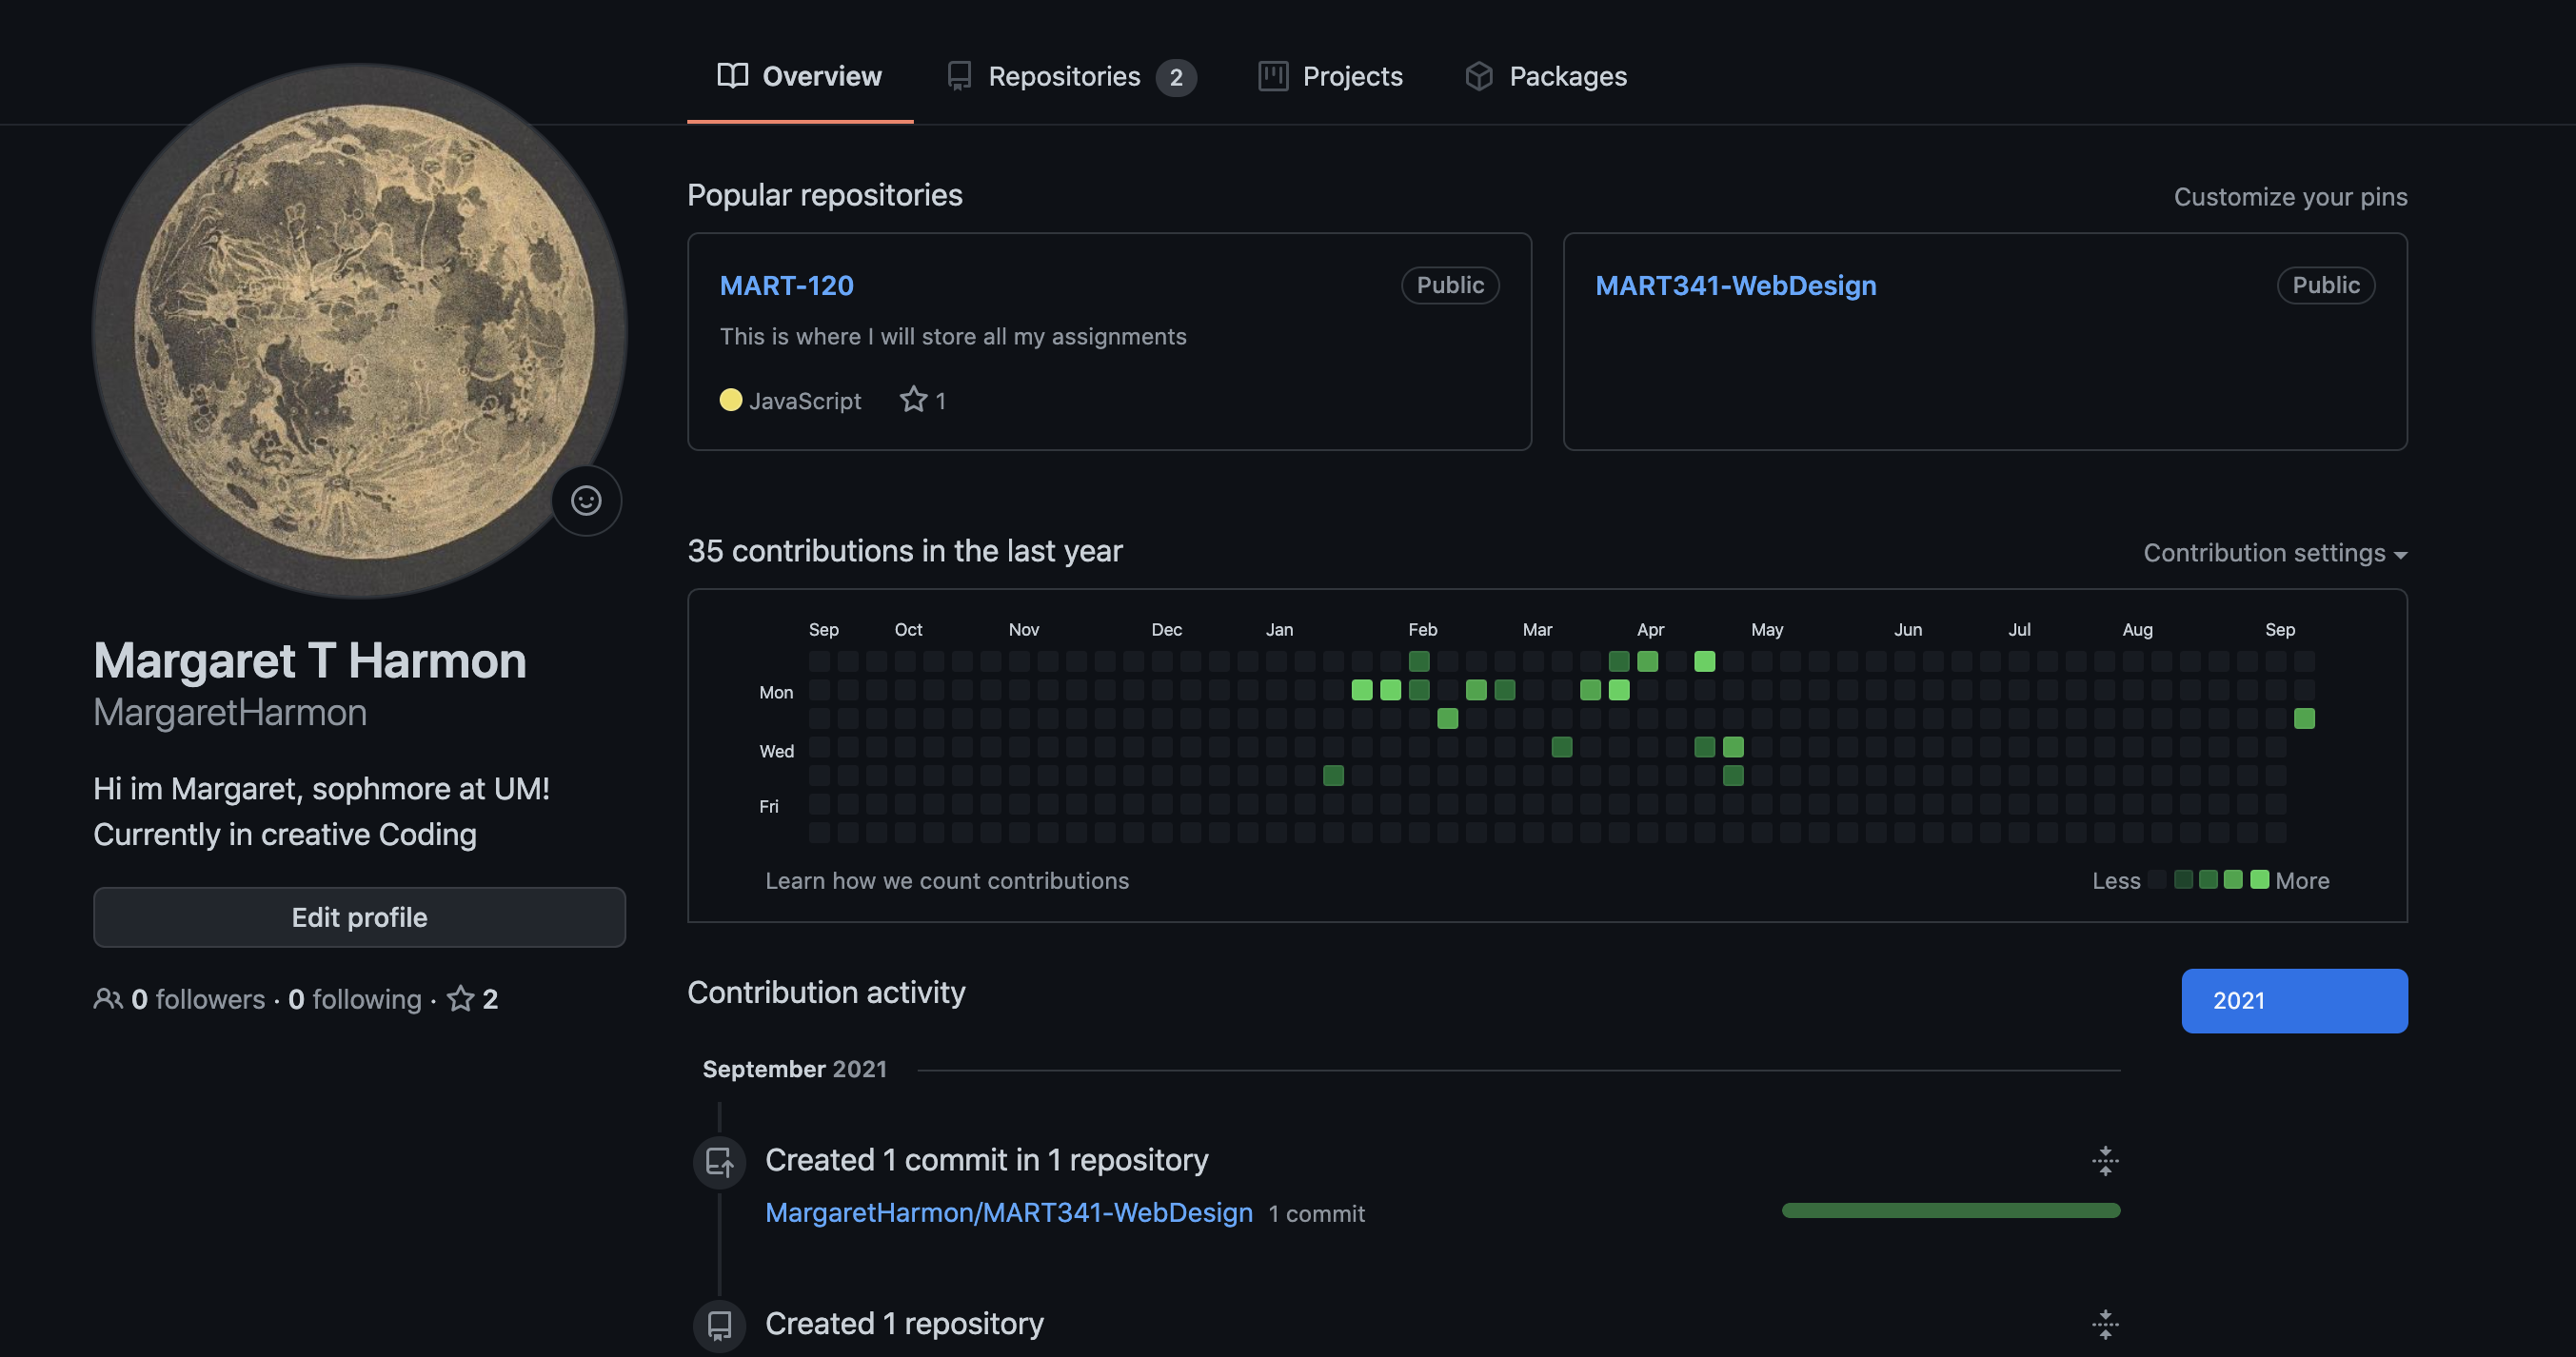 Overview Repositories 2 Projects Packages
Popular repositories Customize your pins
MART-120 Public
This is where I will store all my assignments
JavaScript 1
MART341-WebDesign Public
35 contributions in the last year Contribution settings
Sep Oct Nov Dec Jan Feb Mar Apr May Jun Jul Aug Sep
Mon
Wed
Fri
Learn how we count contributions Less More
Margaret T Harmon
MargaretHarmon
Hi im Margaret, sophmore at UM!
Currently in creative Coding
Edit profile
0 followers · 0 following · 2
Contribution activity
2021
September 2021
Created 1 commit in 1 repository
MargaretHarmon/MART341-WebDesign 1 commit
Created 1 repository